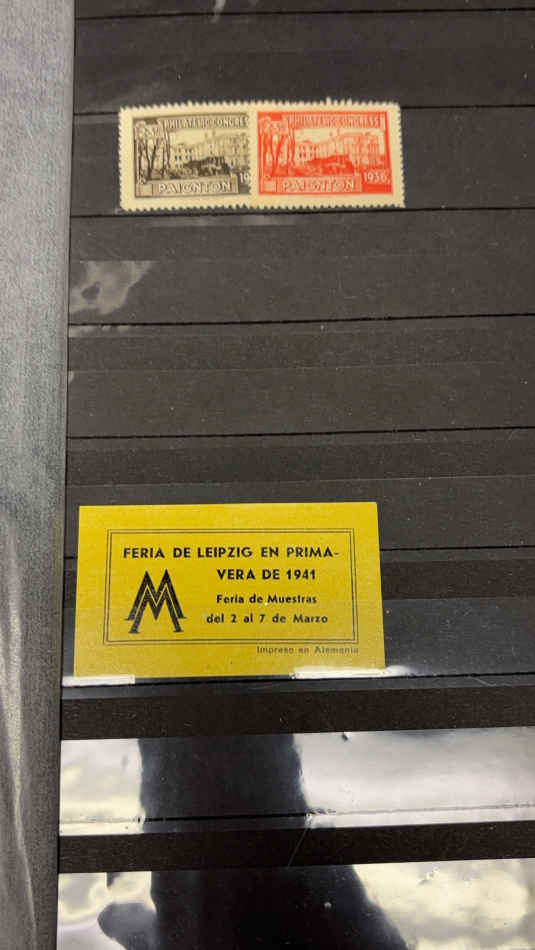 PHILATELIC CONGRESS
PAIGNTON
PHILATELIC CONGRESS
1936
PAIGNTON
FERIA DE LEIPZIG EN PRIMA-
VERA DE 1941
Feria de Muestras
del 2 al 7 de Marzo
Impreso en Alemania